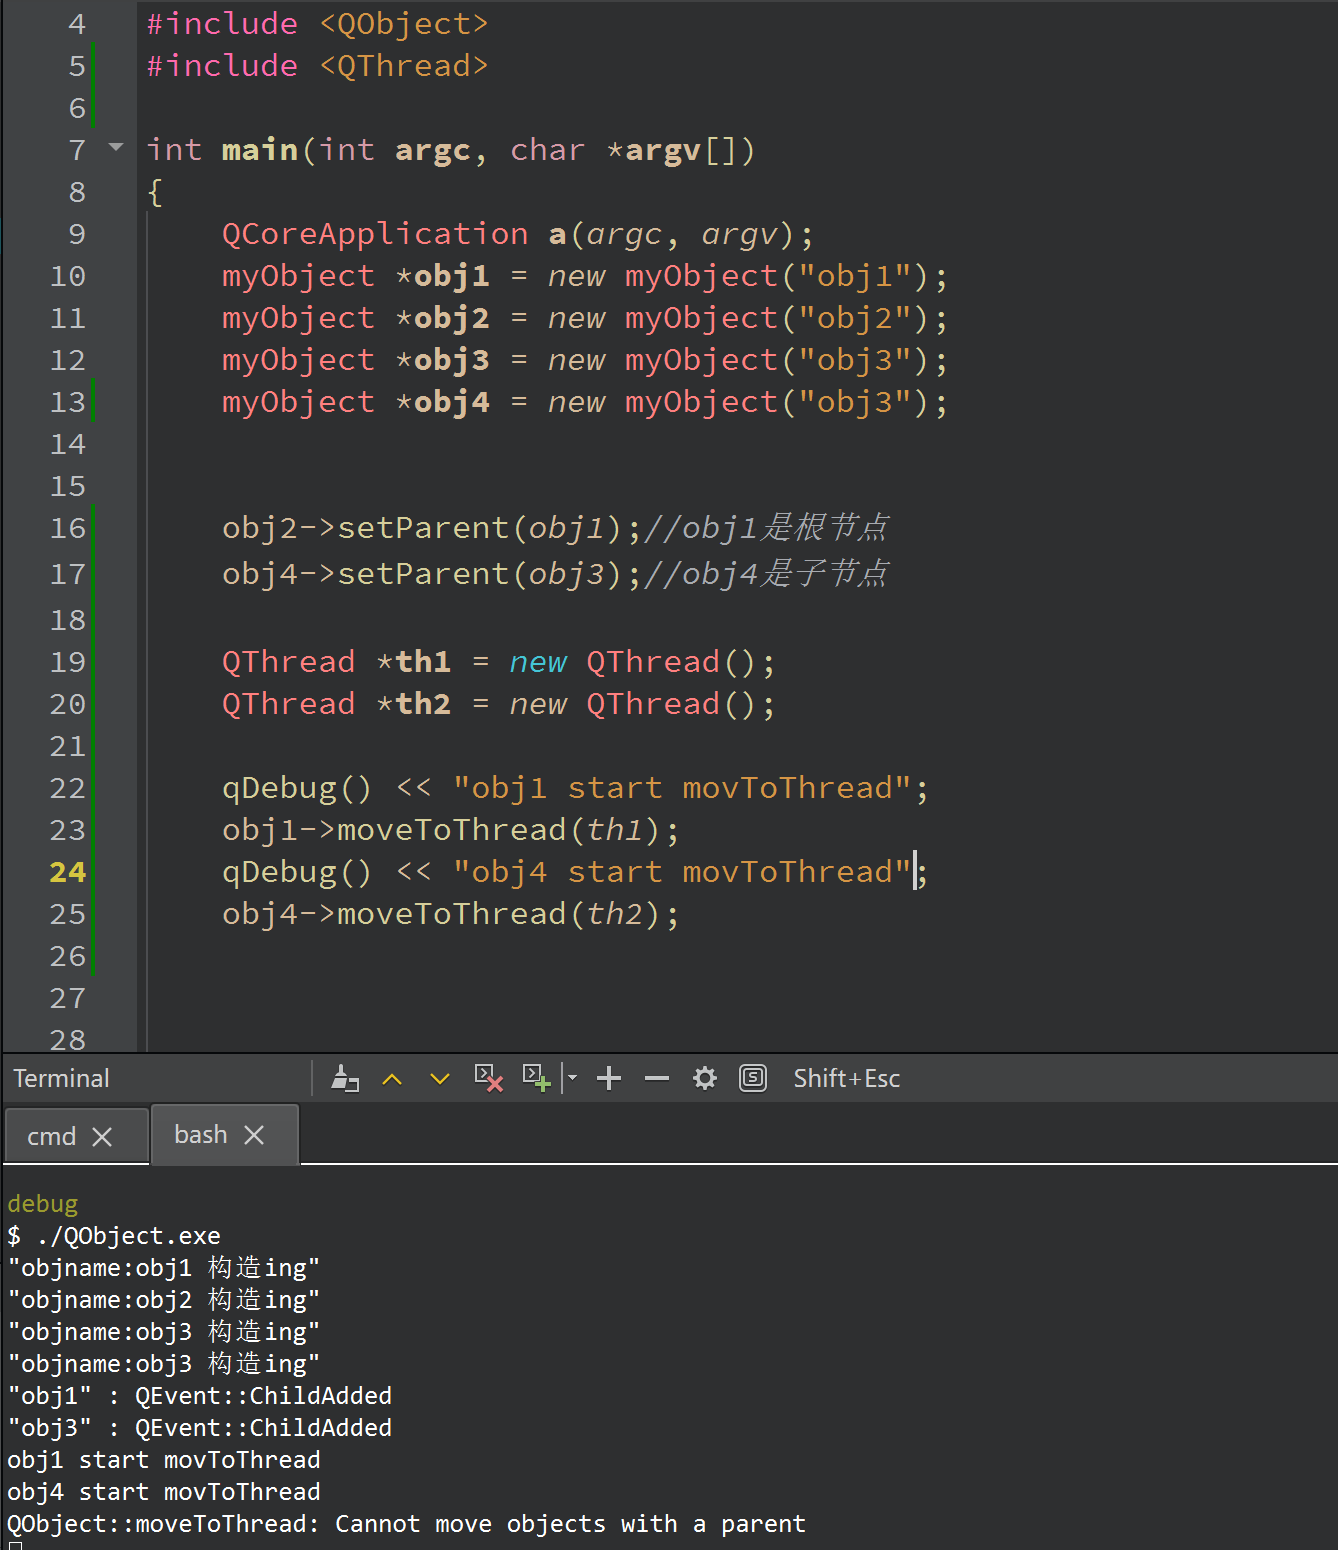 4 #include <QObject>
5 #include <QThread>
6
7 int main(int argc, char *argv[])
8 {
9 QCoreApplication a(argc, argv);
10 myObject *obj1 = new myObject("obj1");
11 myObject *obj2 = new myObject("obj2");
12 myObject *obj3 = new myObject("obj3");
13 myObject *obj4 = new myObject("obj3");
14
15
16 obj2->setParent(obj1);//obj1是根节点
17 obj4->setParent(obj3);//obj4是子节点
18
19 QThread *th1 = new QThread();
20 QThread *th2 = new QThread();
21
22 qDebug() << "obj1 start movToThread";
23 obj1->moveToThread(th1);
24 qDebug() << "obj4 start movToThread";
25 obj4->moveToThread(th2);
26
27
28
Terminal Shift+Esc
cmd bash
debug
$ ./QObject.exe
"objname:obj1 构造ing"
"objname:obj2 构造ing"
"objname:obj3 构造ing"
"objname:obj3 构造ing"
"obj1" : QEvent::ChildAdded
"obj3" : QEvent::ChildAdded
obj1 start movToThread
obj4 start movToThread
QObject::moveToThread: Cannot move objects with a parent